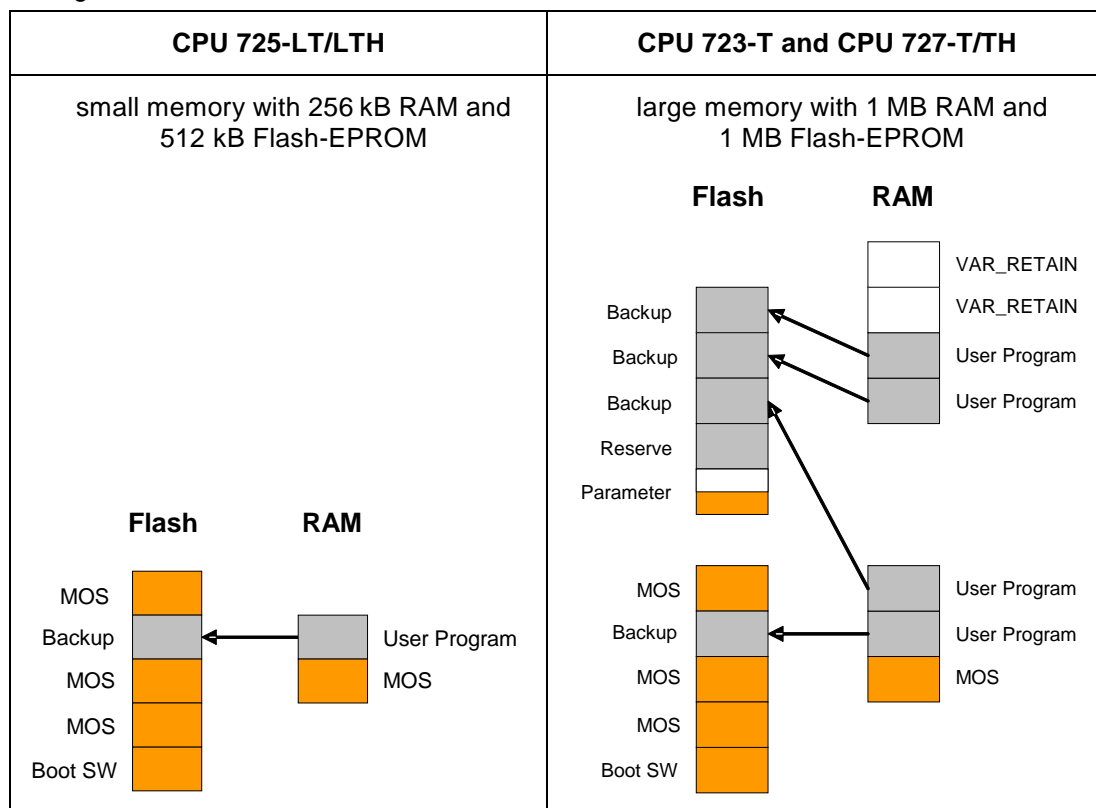 CPU 725-LT/LTH
CPU 723-T and CPU 727-T/TH
small memory with 256 kB RAM and
512 kB Flash-EPROM
large memory with 1 MB RAM and
1 MB Flash-EPROM
Flash
RAM
MOS
Backup
User Program
MOS
MOS
MOS
Boot SW
Flash
RAM
VAR_RETAIN
Backup
VAR_RETAIN
Backup
User Program
Backup
User Program
Reserve
Parameter
MOS
User Program
Backup
User Program
MOS
MOS
MOS
Boot SW